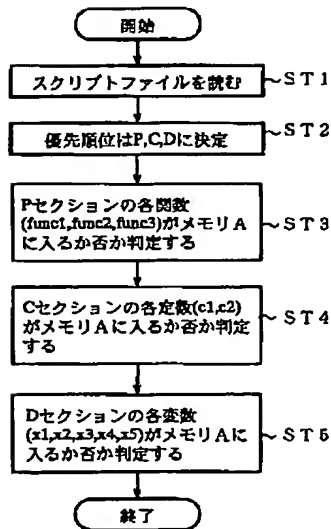 開始
スクリプトファイルを読む
ST1
優先順位はP,C,Dに決定
ST2
Pセクションの各関数
(func1,func2,func3)がメモリA
に入るか否か判定する
ST3
Cセクションの各定数(c1,c2)
がメモリAに入るか否か判定
する
ST4
Dセクションの各変数
(x1,x2,x3,x4,x5)がメモリAに
入るか否か判定する
ST5
終了